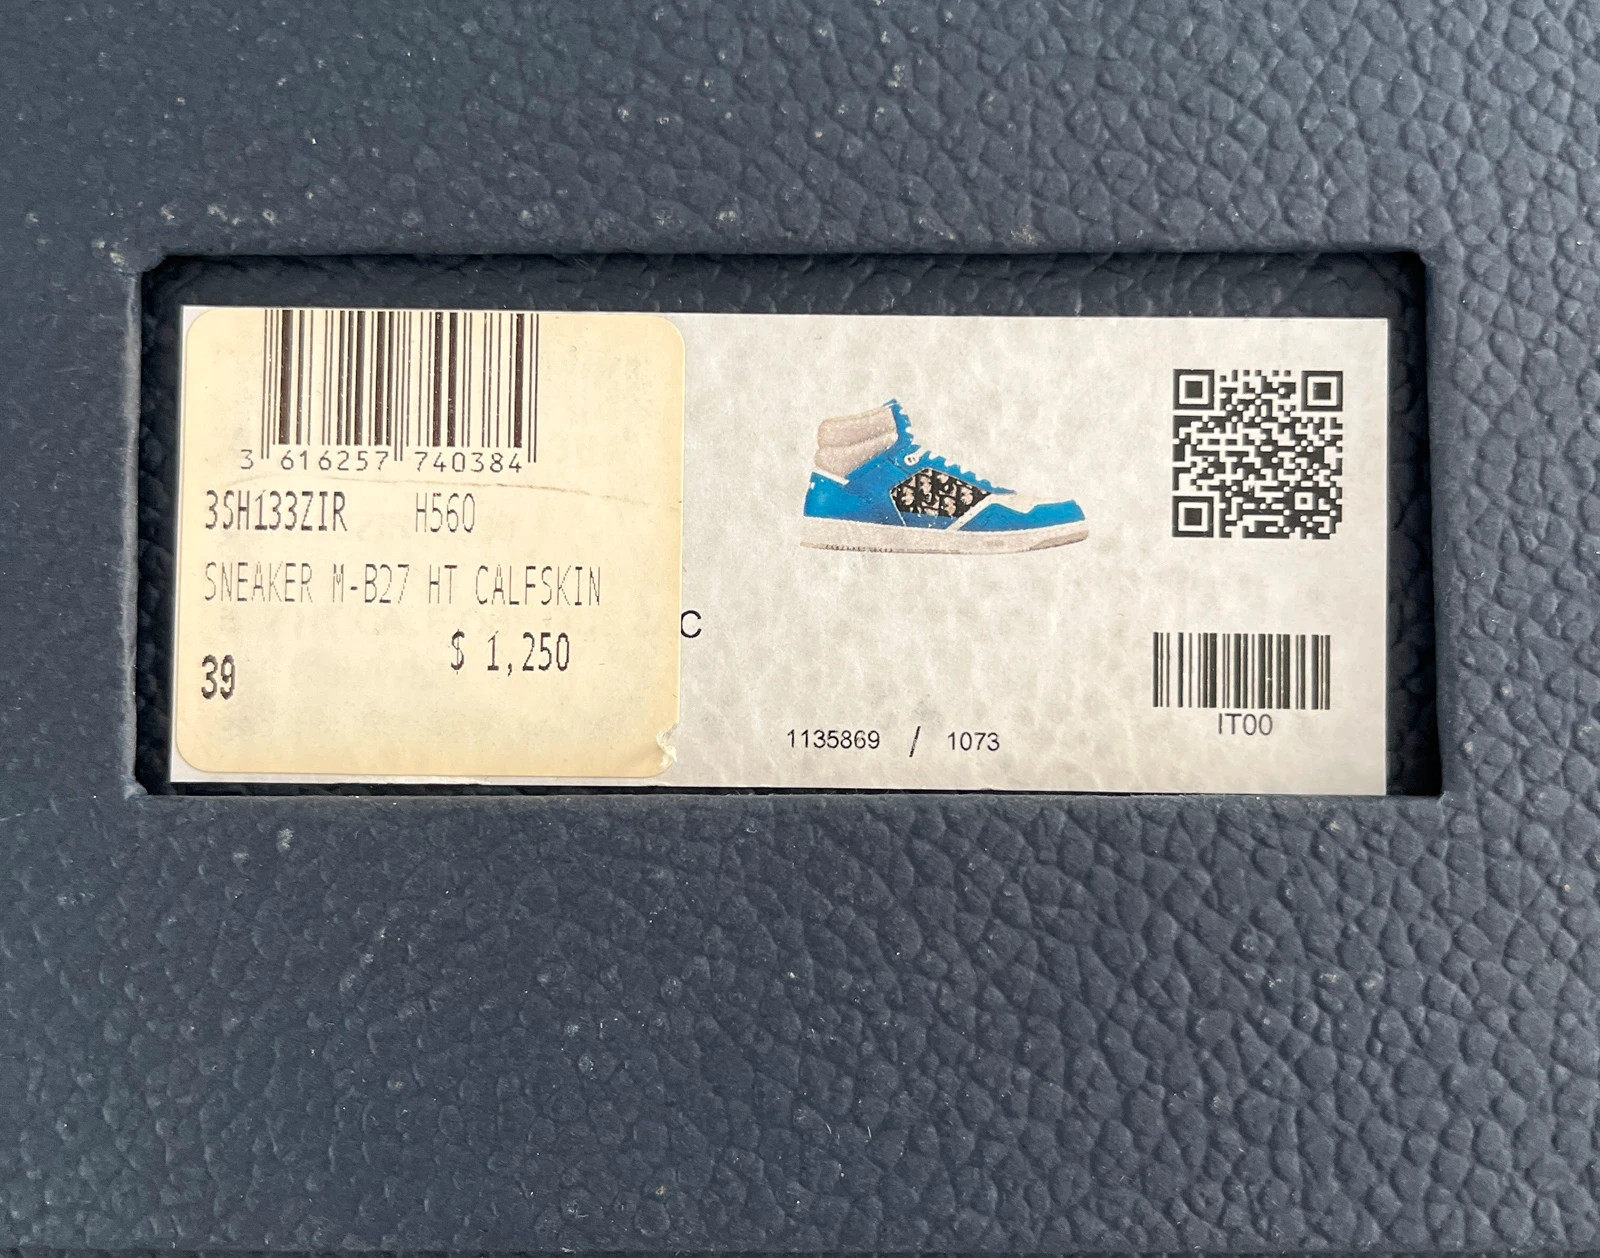 3 616257 740384
3SH133ZIR H560
SNEAKER M-B27 HT CALFSKIN
$ 1,250
39
C
1135869 / 1073
IT00